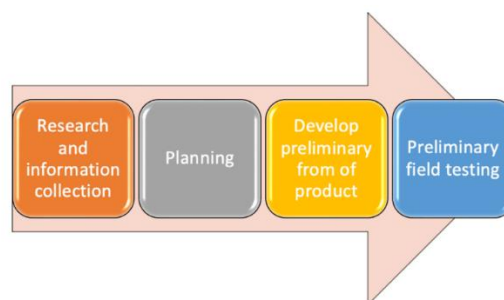 Research
and
information
collection
Planning
Develop
preliminary
from of
product
Preliminary
field testing